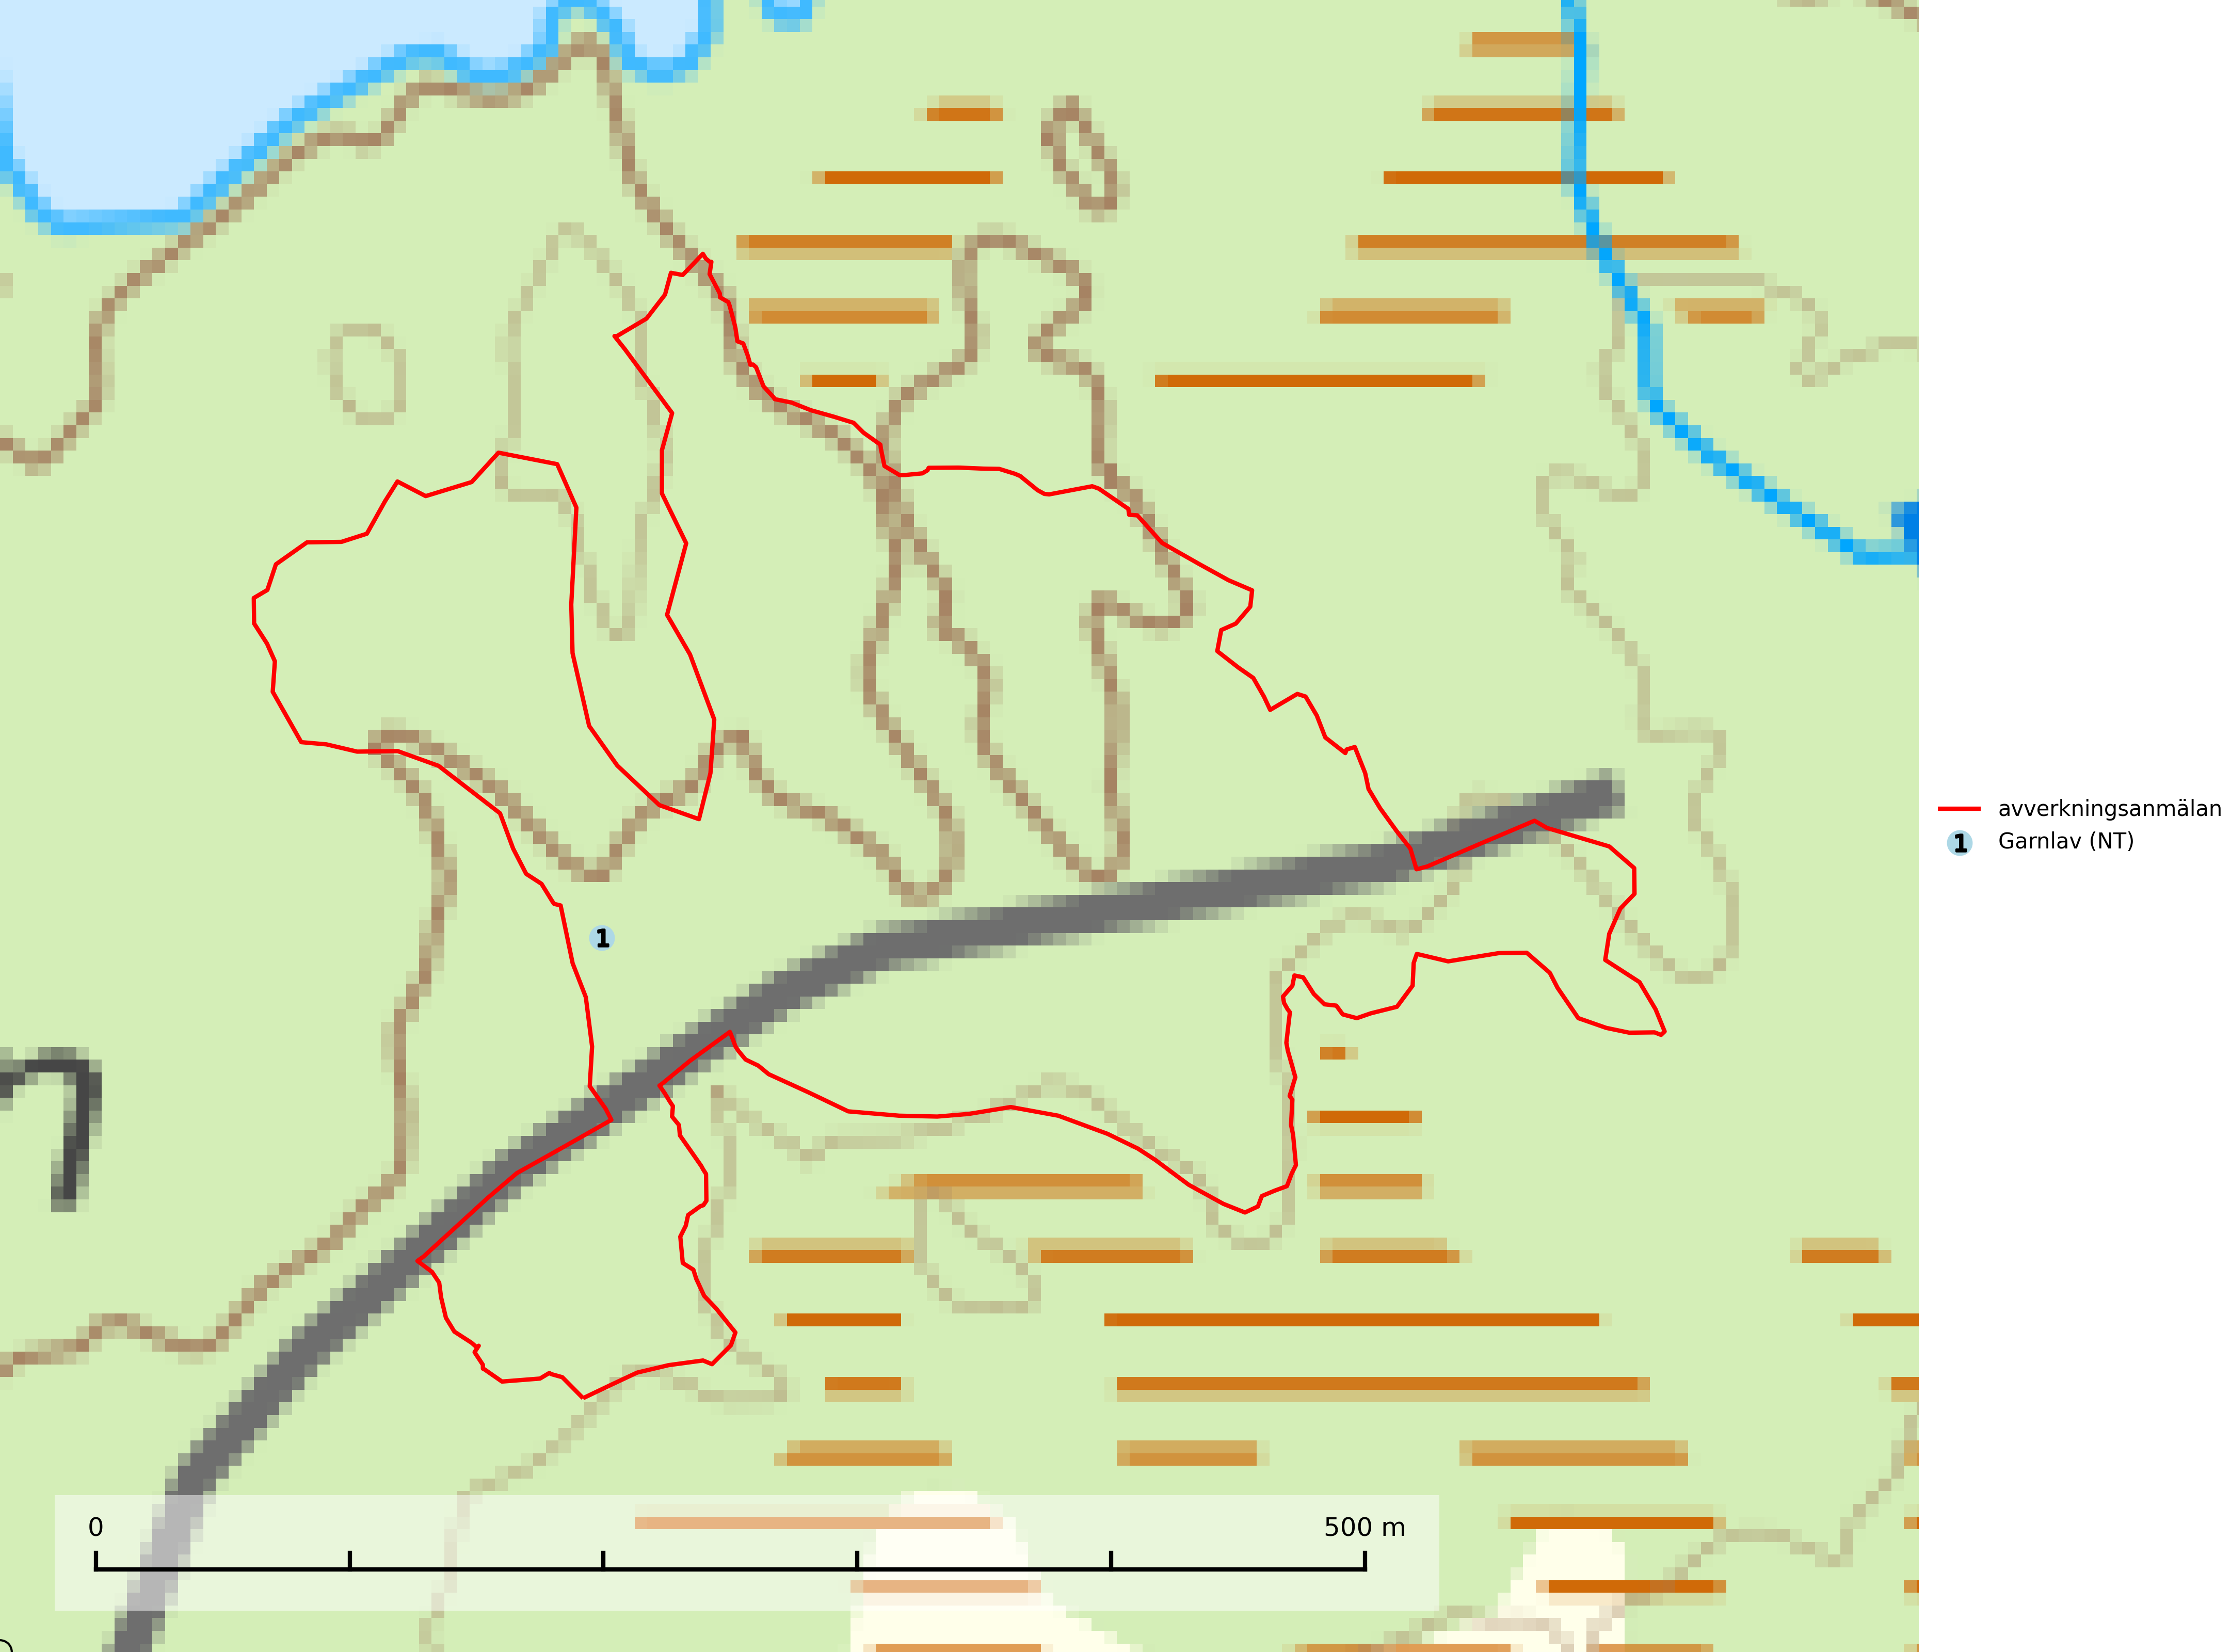 avverkningsanmälan
1 Garnlav (NT)
1
0 500 m